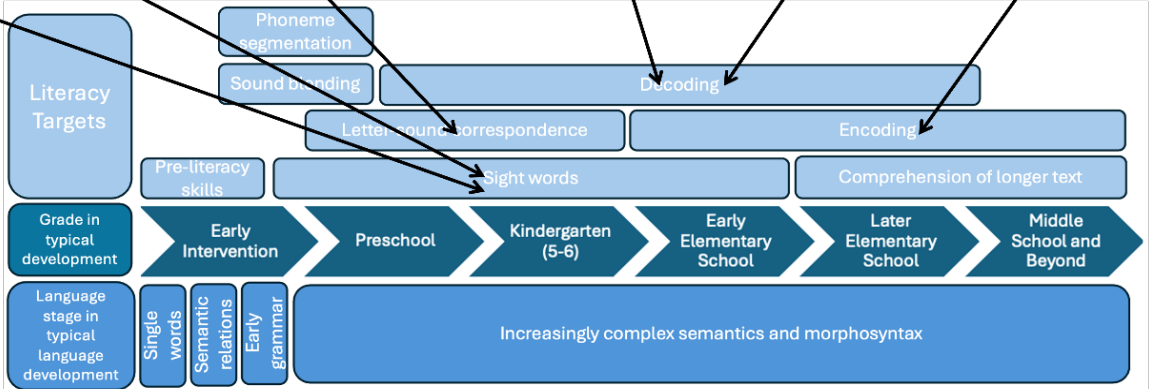 Phoneme
segmentation
Literacy
Targets
Sound blending
Decoding
Letter-sound correspondence
Encoding
Pre-literacy
skills
Sight words
Comprehension of longer text
Grade in
typical
development
Early
Intervention
Preschool
Kindergarten
(5-6)
Early
Elementary
School
Later
Elementary
School
Middle
School and
Beyond
Language
stage in
typical
language
development
Single
words
Semantic
relations
Early
grammar
Increasingly complex semantics and morphosyntax